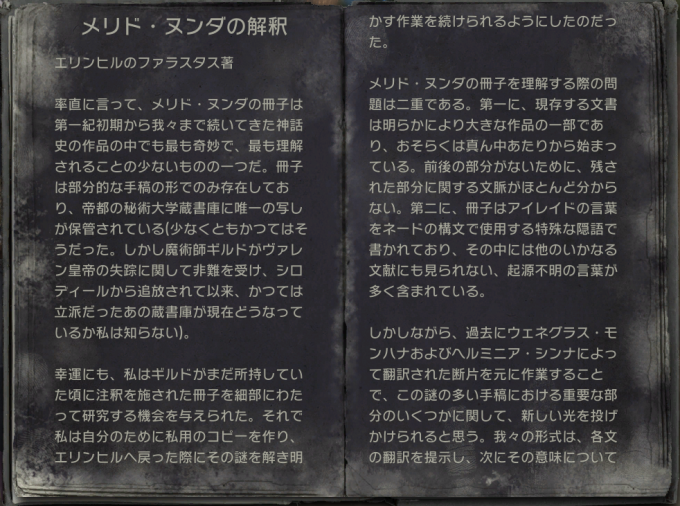 メリド・ヌンダの解釈
エリンヒルのファラスタス著
率直に言って、メリド・ヌンダの冊子は
第一紀初期から我々まで続いてきた神話
史の作品の中でも最も奇妙で、最も理解
されることの少ないものの一つだ。冊子
は部分的な手稿の形でのみ存在してお
り、帝都の秘術大学蔵書庫に唯一の写し
が保管されている(少なくともかつてはそ
うだった。しかし魔術師ギルドがヴァレ
ン皇帝の失踪に関して非難を受け、シロ
ディールから追放されて以来、かつては
立派だったあの蔵書庫が現在どうなって
いるか私は知らない)。
幸運にも、私はギルドがまだ所持してい
た頃に注釈を施された冊子を細部にわた
って研究する機会を与えられた。それで
私は自分のために私用のコピーを作り、
エリンヒルへ戻った際にその謎を解き明
かす作業を続けられるようにしたのだっ
た。
メリド・ヌンダの冊子を理解する際の問
題は二重である。第一に、現存する文書
は明らかにより大きな作品の一部であ
り、おそらくは真ん中あたりから始まっ
ている。前後の部分がないために、残さ
れた部分に関する文脈がほとんど分から
ない。第二に、冊子はアイレイドの言葉
をネードの構文で使用する特殊な隠語で
書かれており、その中には他のいかなる
文献にも見られない、起源不明の言葉が
多く含まれている。
しかしながら、過去にウェネグラス・モ
ンハナおよびヘルミニア・シンナによっ
て翻訳された断片を元に作業すること
で、この謎の多い手稿における重要な部
分のいくつかに関して、新しい光を投げ
かけられると思う。我々の形式は、各文
の翻訳を提示し、次にその意味について